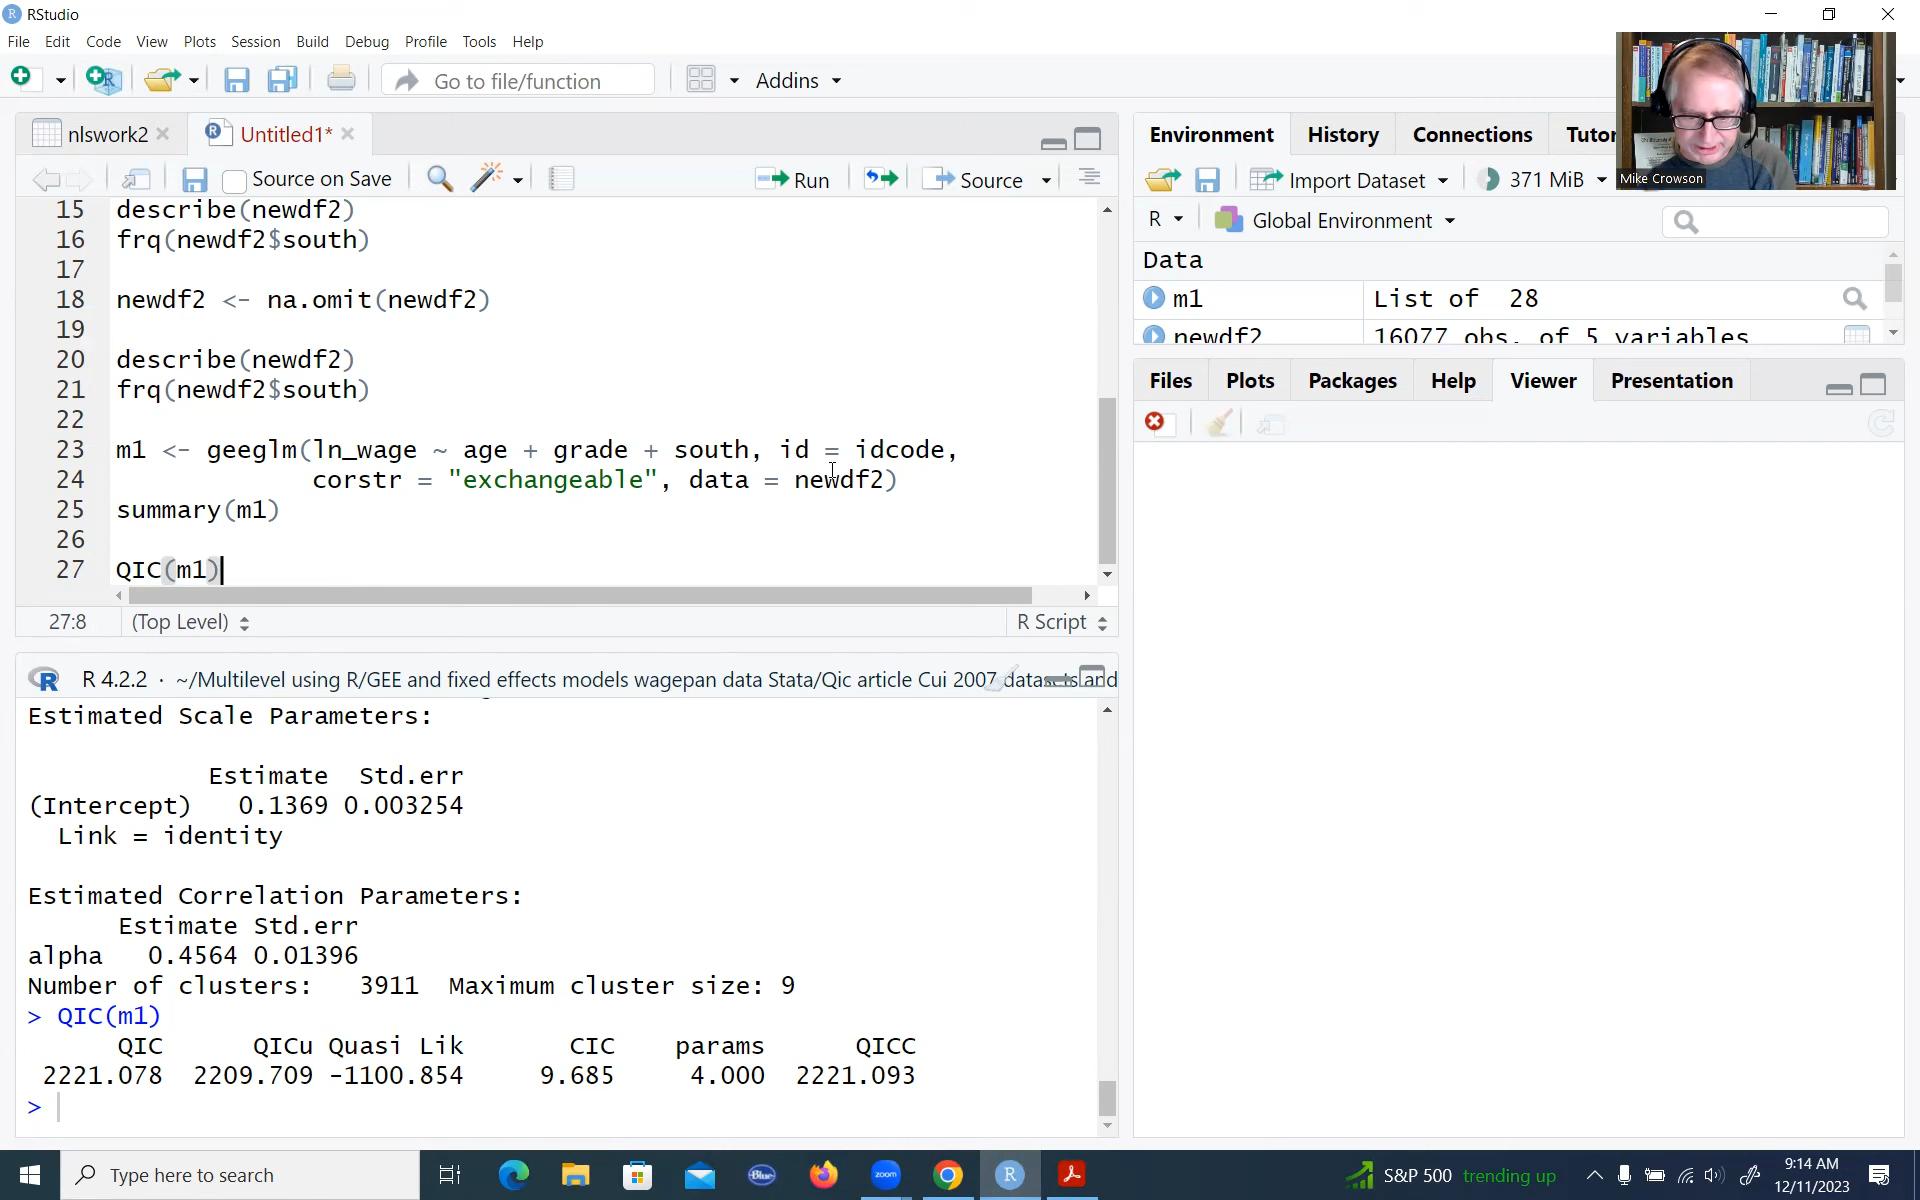 RStudio
File Edit Code View Plots Session Build Debug Profile Tools Help
Go to file/function Addins
nlswork2 Untitled1*
Source on Save Run Source
15 describe(newdf2)
16 frq(newdf2$south)
17
18 newdf2 <- na.omit(newdf2)
19
20 describe(newdf2)
21 frq(newdf2$south)
22
23 m1 <- geeglm(ln_wage ~ age + grade + south, id = idcode,
24 corstr = "exchangeable", data = newdf2)
25 summary(m1)
26
27 QIC(m1)
27:8 (Top Level) R Script
R 4.2.2 · ~/Multilevel using R/GEE and fixed effects models wagepan data Stata/Qic article Cui 2007 datasets and
Estimated Scale Parameters:
Estimate Std.err
(Intercept) 0.1369 0.003254
Link = identity
Estimated Correlation Parameters:
Estimate Std.err
alpha 0.4564 0.01396
Number of clusters: 3911 Maximum cluster size: 9
> QIC(m1)
QIC QICu Quasi Lik CIC params QICC
2221.078 2209.709 -1100.854 9.685 4.000 2221.093
>
Environment History Connections Tutor
Import Dataset 371 MiB
R Global Environment
Data
m1 List of 28
newdf2 16077 obs. of 5 variables
Files Plots Packages Help Viewer Presentation
Mike Crowson
Type here to search
Blue
zoom
R
S&P 500 trending up
9:14 AM
12/11/2023